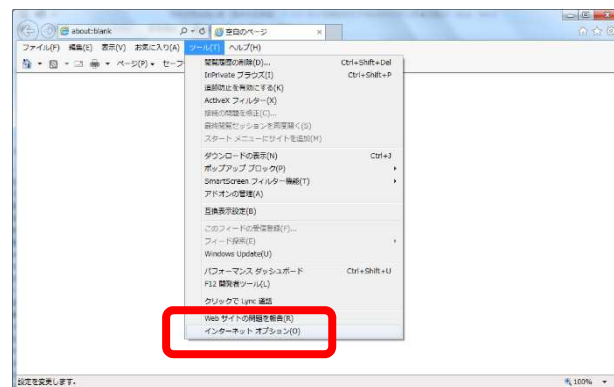 about:blank
空白のページ
ファイル(F) 編集(E) 表示(V) お気に入り(A) ツール(T) ヘルプ(H)
ページ(P) セーフ
閲覧履歴の削除(D)... Ctrl+Shift+Del
InPrivate ブラウズ(I) Ctrl+Shift+P
追跡防止を有効にする(K)
ActiveX フィルター(X)
接続の問題を修正(C)...
最終閲覧セッションを再度開く(S)
スタート メニューにサイトを追加(M)
ダウンロードの表示(N) Ctrl+J
ポップアップ ブロック(P)
SmartScreen フィルター機能(T)
アドオンの管理(A)
互換表示設定(B)
このフィードの受信登録(F)...
フィード探索(E)
Windows Update(U)
パフォーマンス ダッシュボード Ctrl+Shift+U
F12 開発者ツール(L)
クリックで Lync 通話
Web サイトの問題を報告(R)
インターネット オプション(O)
設定を変更します。 100%